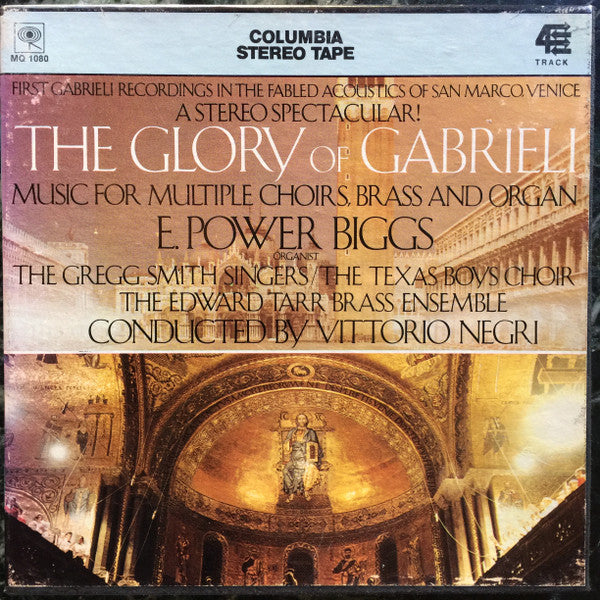 COLUMBIA
STEREO TAPE
MQ 1080
4
TRACK
FIRST GABRIELI RECORDINGS IN THE FABLED ACOUSTICS OF SAN MARCO, VENICE
A STEREO SPECTACULAR!
THE GLORY OF GABRIELI
MUSIC FOR MULTIPLE CHOIRS, BRASS AND ORGAN
E. POWER BIGGS
ORGANIST
THE GREGG SMITH SINGERS/THE TEXAS BOYS CHOIR
THE EDWARD TARR BRASS ENSEMBLE
CONDUCTED BY VITTORIO NEGRI